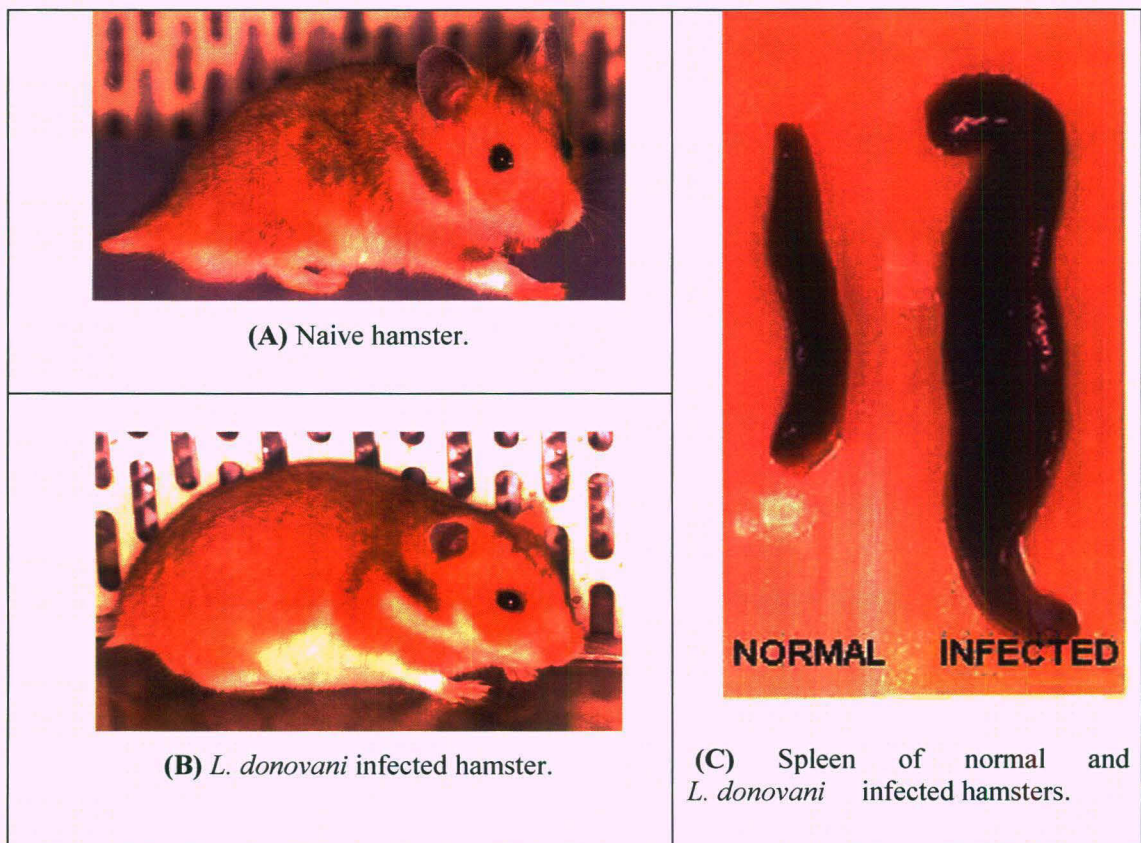 (A) Naive hamster.
(B) L. donovani infected hamster.
NORMAL INFECTED
(C) Spleen of normal and
L. donovani infected hamsters.